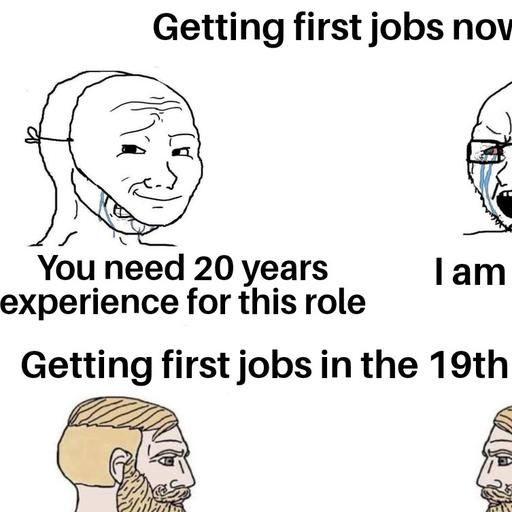 Getting first jobs now
You need 20 years
experience for this role
I am
Getting first jobs in the 19th